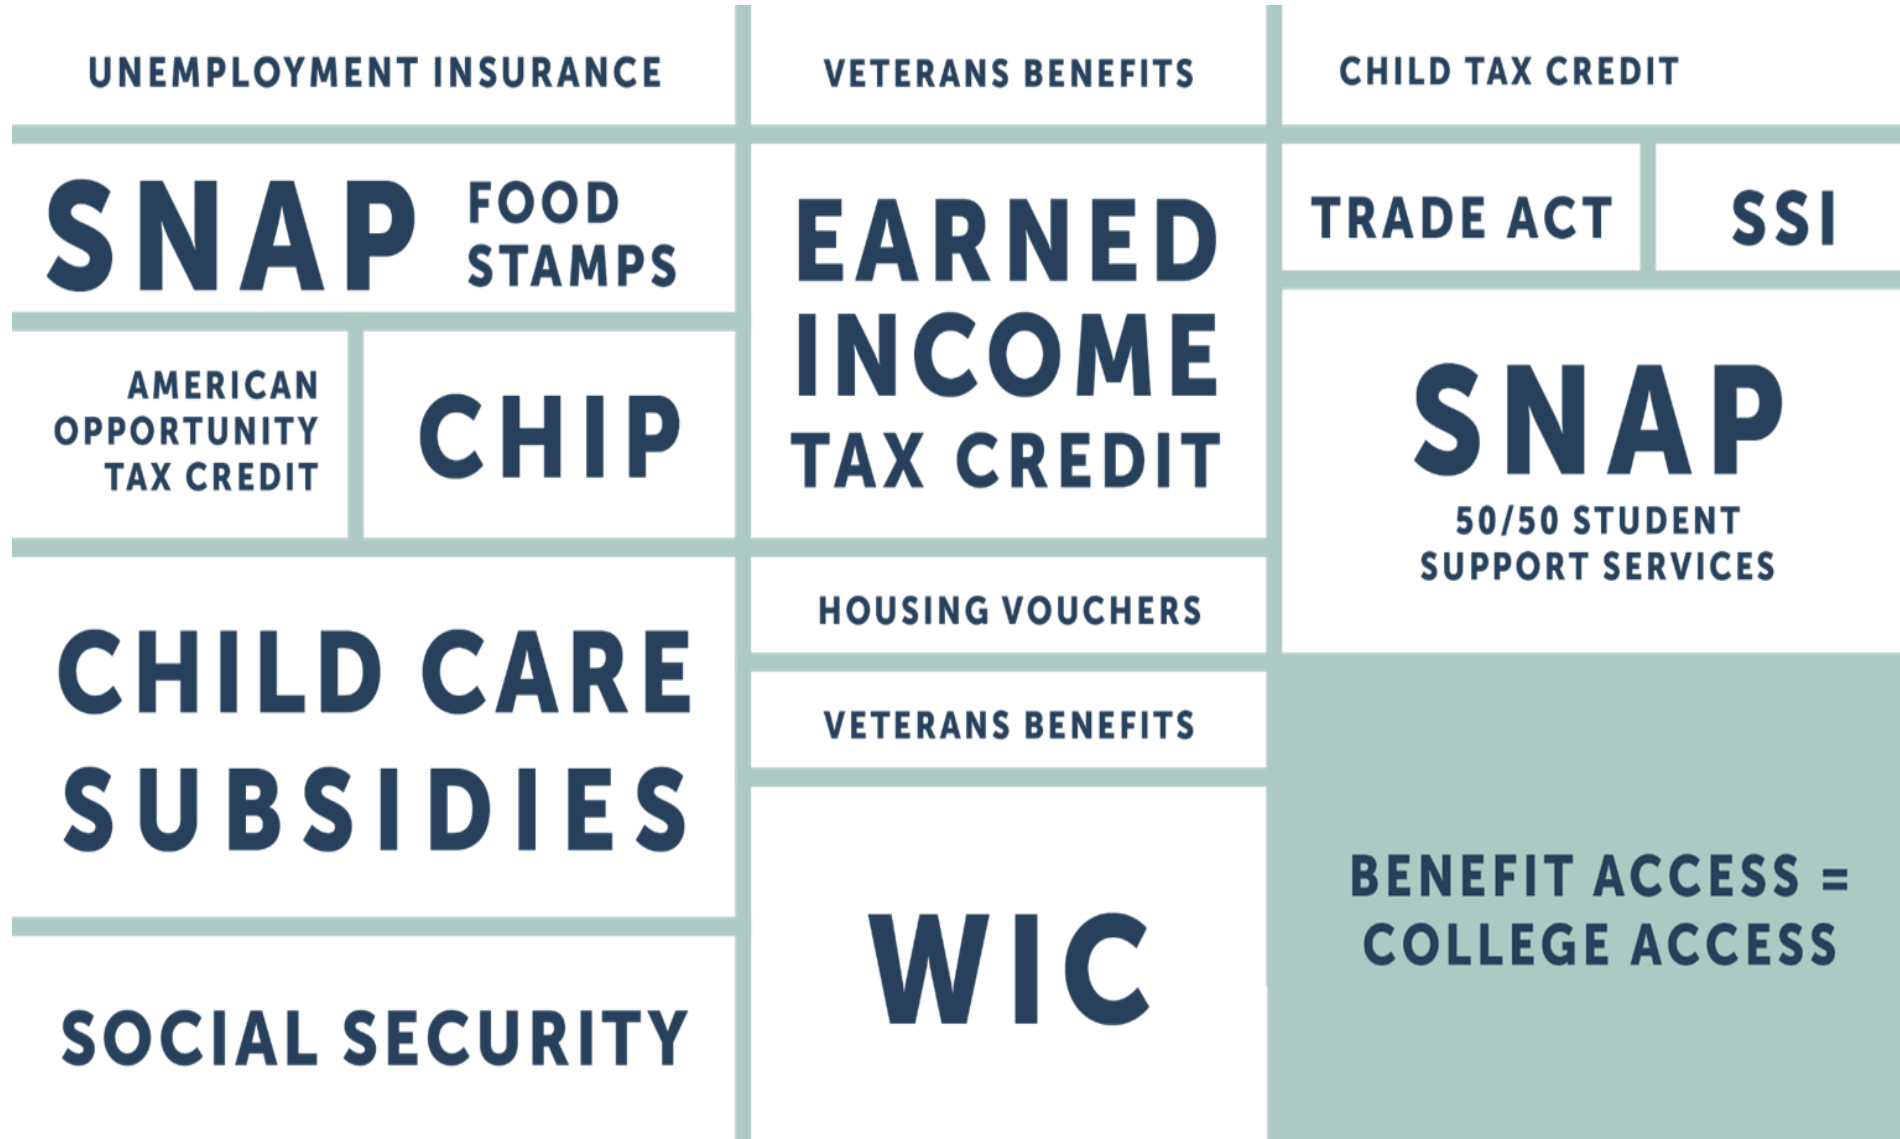 UNEMPLOYMENT INSURANCE
VETERANS BENEFITS
CHILD TAX CREDIT
SNAP
FOOD
STAMPS
EARNED
INCOME
TAX CREDIT
TRADE ACT
SSI
AMERICAN
OPPORTUNITY
TAX CREDIT
CHIP
SNAP
50/50 STUDENT
SUPPORT SERVICES
CHILD CARE
SUBSIDIES
HOUSING VOUCHERS
VETERANS BENEFITS
WIC
SOCIAL SECURITY
BENEFIT ACCESS =
COLLEGE ACCESS